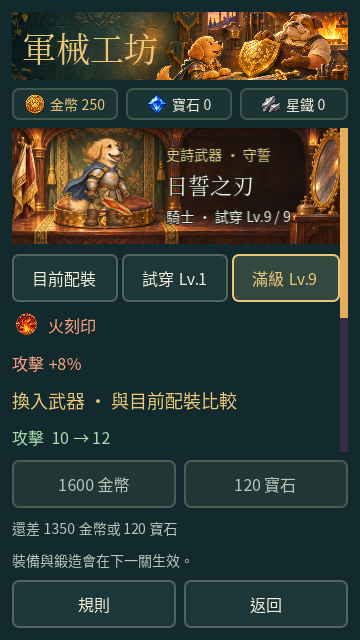 軍械工坊
金幣 250
寶石 0
星鐵 0
史詩武器 · 守誓
日誓之刃
騎士 · 試穿 Lv.9 / 9
目前配裝
試穿 Lv.1
滿級 Lv.9
火刻印
攻擊 +8%
換入武器 · 與目前配裝比較
攻擊 10 → 12
1600 金幣
120 寶石
還差 1350 金幣或 120 寶石
裝備與鍛造會在下一關生效。
規則
返回